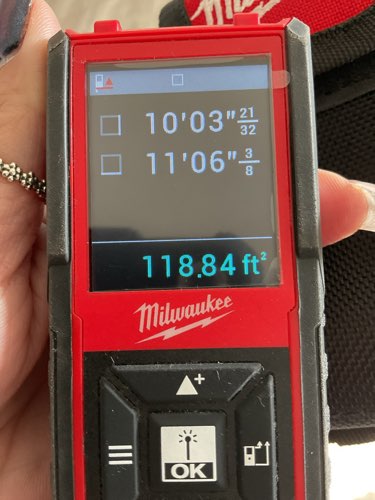 10'03"21/32
11'06"3/8
118.84 ft²
Milwaukee
OK